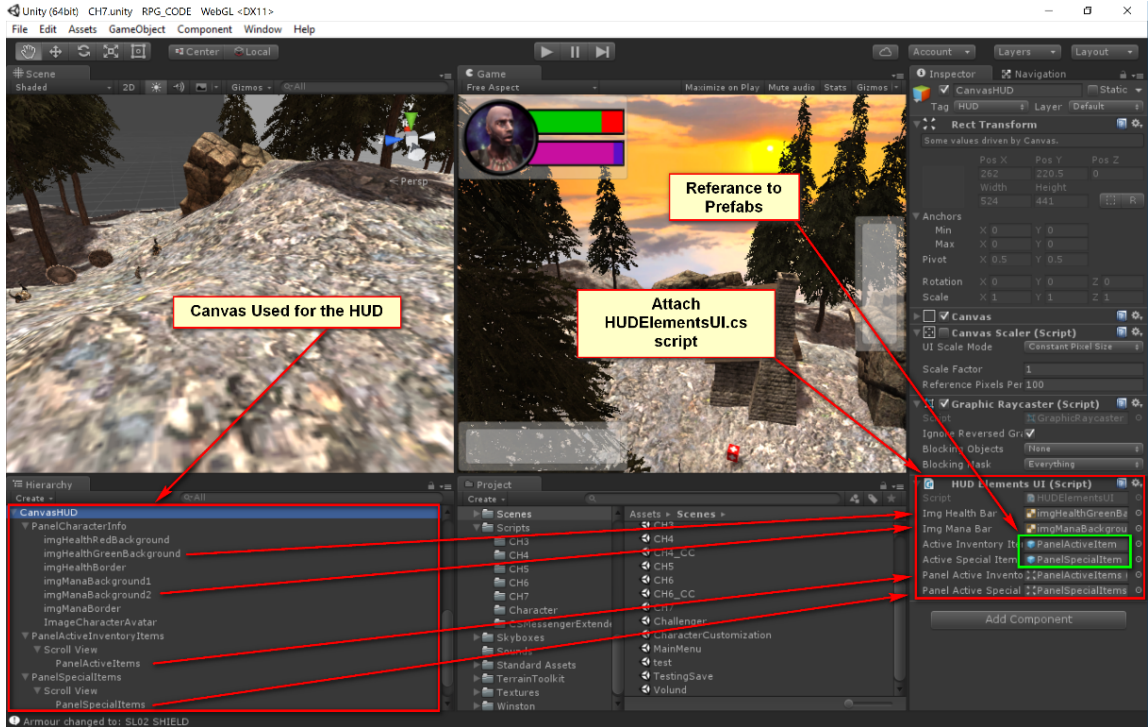 Unity (64bit) CH7.unity RPG_CODE WebGL <DX11>
File Edit Assets GameObject Component Window Help
Center Local
Account Layers Layout
Scene
Shaded 2D Gizmos All
Persp
Game
Free Aspect Maximize on Play Mute audio Stats Gizmos
Canvas Used for the HUD
Referance to
Prefabs
Attach
HUDElementsUI.cs
script
Inspector Navigation
CanvasHUD Static
Tag HUD Layer Default
Rect Transform
Some values driven by Canvas.
Pos X Pos Y Pos Z
262 220.5 0
Width Height
524 441
R
Anchors
Min X 0 Y 0
Max X 0 Y 0
Pivot X 0.5 Y 0.5
Rotation X 0 Y 0 Z 0
Scale X 1 Y 1 Z 1
Canvas
Canvas Scaler (Script)
UI Scale Mode Constant Pixel Size
Scale Factor 1
Reference Pixels Per 100
Graphic Raycaster (Script)
Script GraphicRaycaster
Ignore Reversed Gra
Blocking Objects None
Blocking Mask Everything
HUD Elements UI (Script)
Script HUDElementsUI
Img Health Bar imgHealthGreenBa
Img Mana Bar imgManaBackgrou
Active Inventory Ite PanelActiveItem
Active Special Item PanelSpecialItem
Panel Active Invento PanelActiveItems
Panel Active Special PanelSpecialItems
Add Component
Hierarchy
Create All
CanvasHUD
PanelCharacterInfo
imgHealthRedBackground
imgHealthGreenBackground
imgHealthBorder
imgManaBackground1
imgManaBackground2
imgManaBorder
ImageCharacterAvatar
PanelActiveInventoryItems
Scroll View
PanelActiveItems
PanelSpecialItems
Scroll View
PanelSpecialItems
Project
Create
Scenes
Scripts
CH3
CH4
CH5
CH6
CH7
Character
CSMessengerExtende
Skyboxes
Sounds
Standard Assets
TerrainToolkit
Textures
Winston
Assets Scenes
CH3
CH4
CH4_CC
CH5
CH6
CH6_CC
CH7
Challenger
CharacterCustomization
MainMenu
test
TestingSave
Volund
Armour changed to: SL02 SHIELD